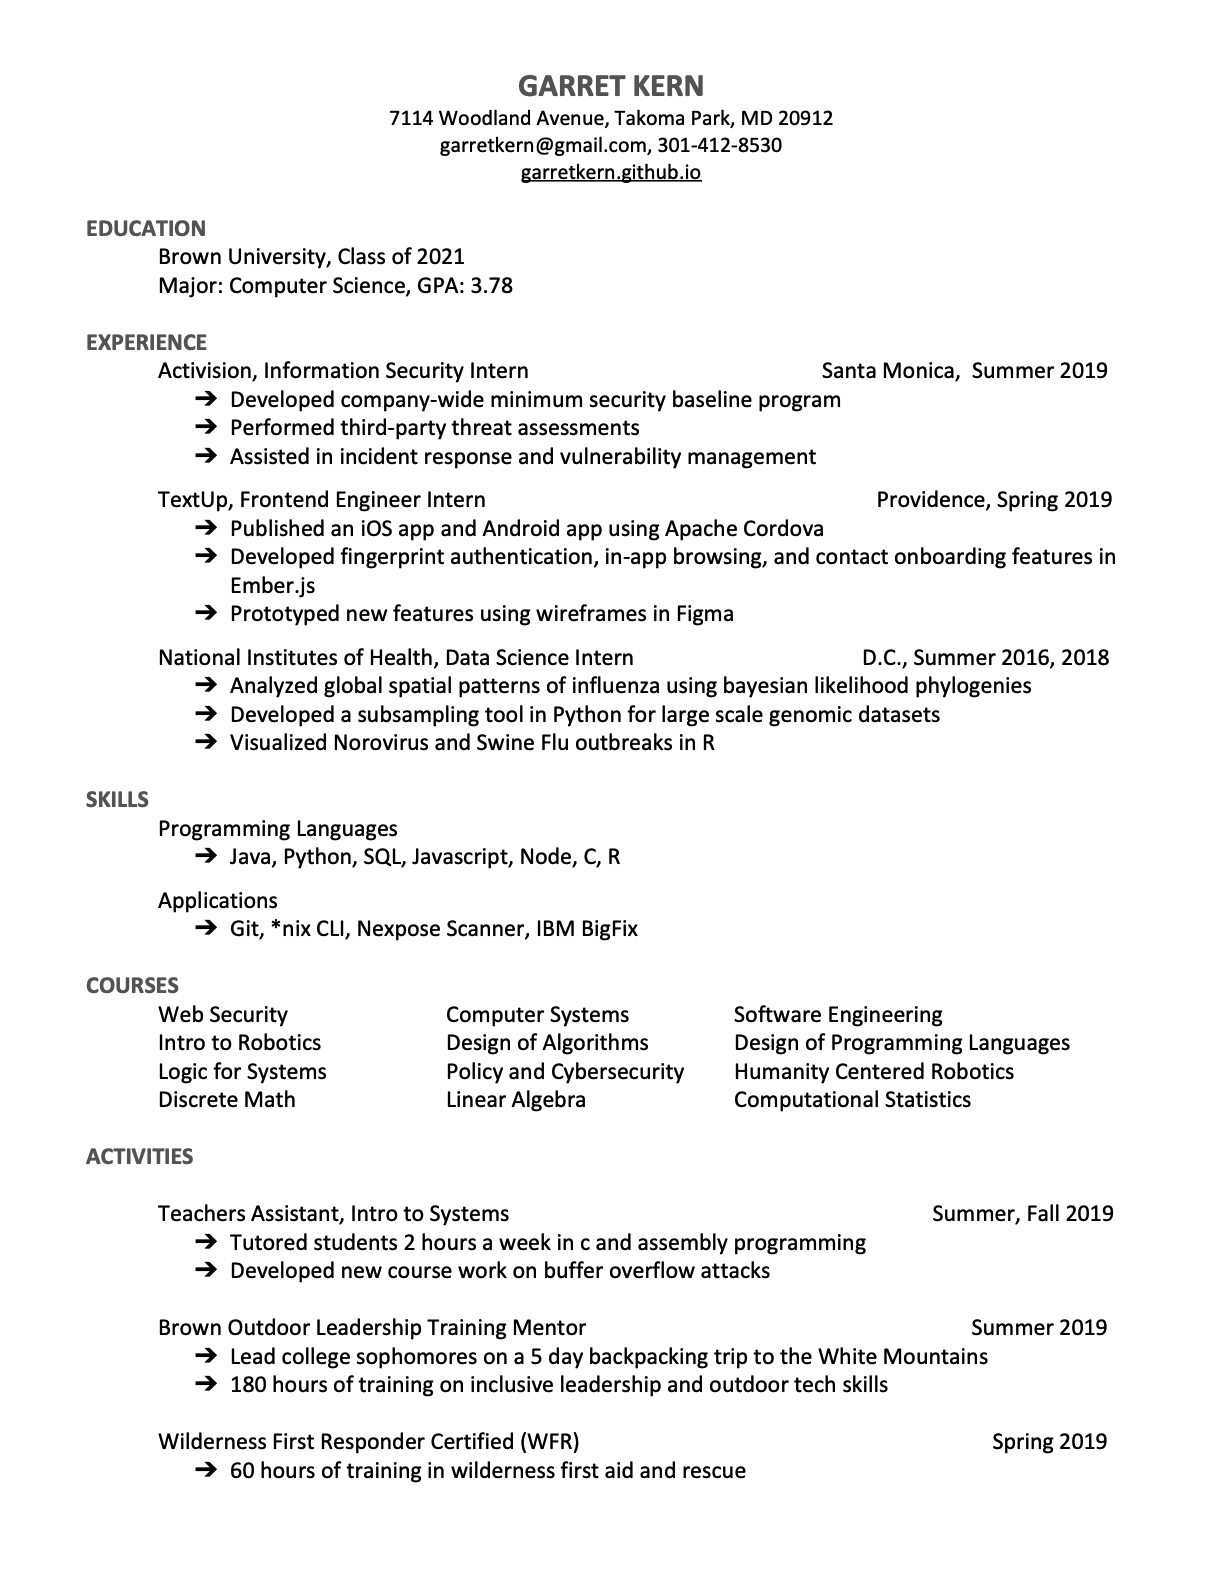 GARRET KERN
7114 Woodland Avenue, Takoma Park, MD 20912
garretkern@gmail.com, 301-412-8530
garretkern.github.io
EDUCATION
Brown University, Class of 2021
Major: Computer Science, GPA: 3.78
EXPERIENCE
Activision, Information Security Intern Santa Monica,  Summer 2019
➔ Developed company-wide minimum security baseline program
➔ Performed third-party threat assessments
➔ Assisted in incident response and vulnerability management
TextUp, Frontend Engineer Intern Providence, Spring 2019
➔ Published an iOS app and Android app using Apache Cordova
➔ Developed fingerprint authentication, in-app browsing, and contact onboarding features in
Ember.js
➔ Prototyped new features using wireframes in Figma
National Institutes of Health, Data Science Intern D.C., Summer 2016, 2018
➔ Analyzed global spatial patterns of influenza using bayesian likelihood phylogenies
➔ Developed a subsampling tool in Python for large scale genomic datasets
➔ Visualized Norovirus and Swine Flu outbreaks in R
SKILLS
Programming Languages
➔ Java, Python, SQL, Javascript, Node, C, R
Applications
➔ Git, *nix CLI, Nexpose Scanner, IBM BigFix
COURSES
Web Security Computer Systems Software Engineering
Intro to Robotics Design of Algorithms Design of Programming Languages
Logic for Systems Policy and Cybersecurity Humanity Centered Robotics
Discrete Math Linear Algebra Computational Statistics
ACTIVITIES
Teachers Assistant, Intro to Systems Summer, Fall 2019
➔ Tutored students 2 hours a week in c and assembly programming
➔ Developed new course work on buffer overflow attacks
Brown Outdoor Leadership Training Mentor Summer 2019
➔ Lead college sophomores on a 5 day backpacking trip to the White Mountains
➔ 180 hours of training on inclusive leadership and outdoor tech skills
Wilderness First Responder Certified (WFR) Spring 2019
➔ 60 hours of training in wilderness first aid and rescue